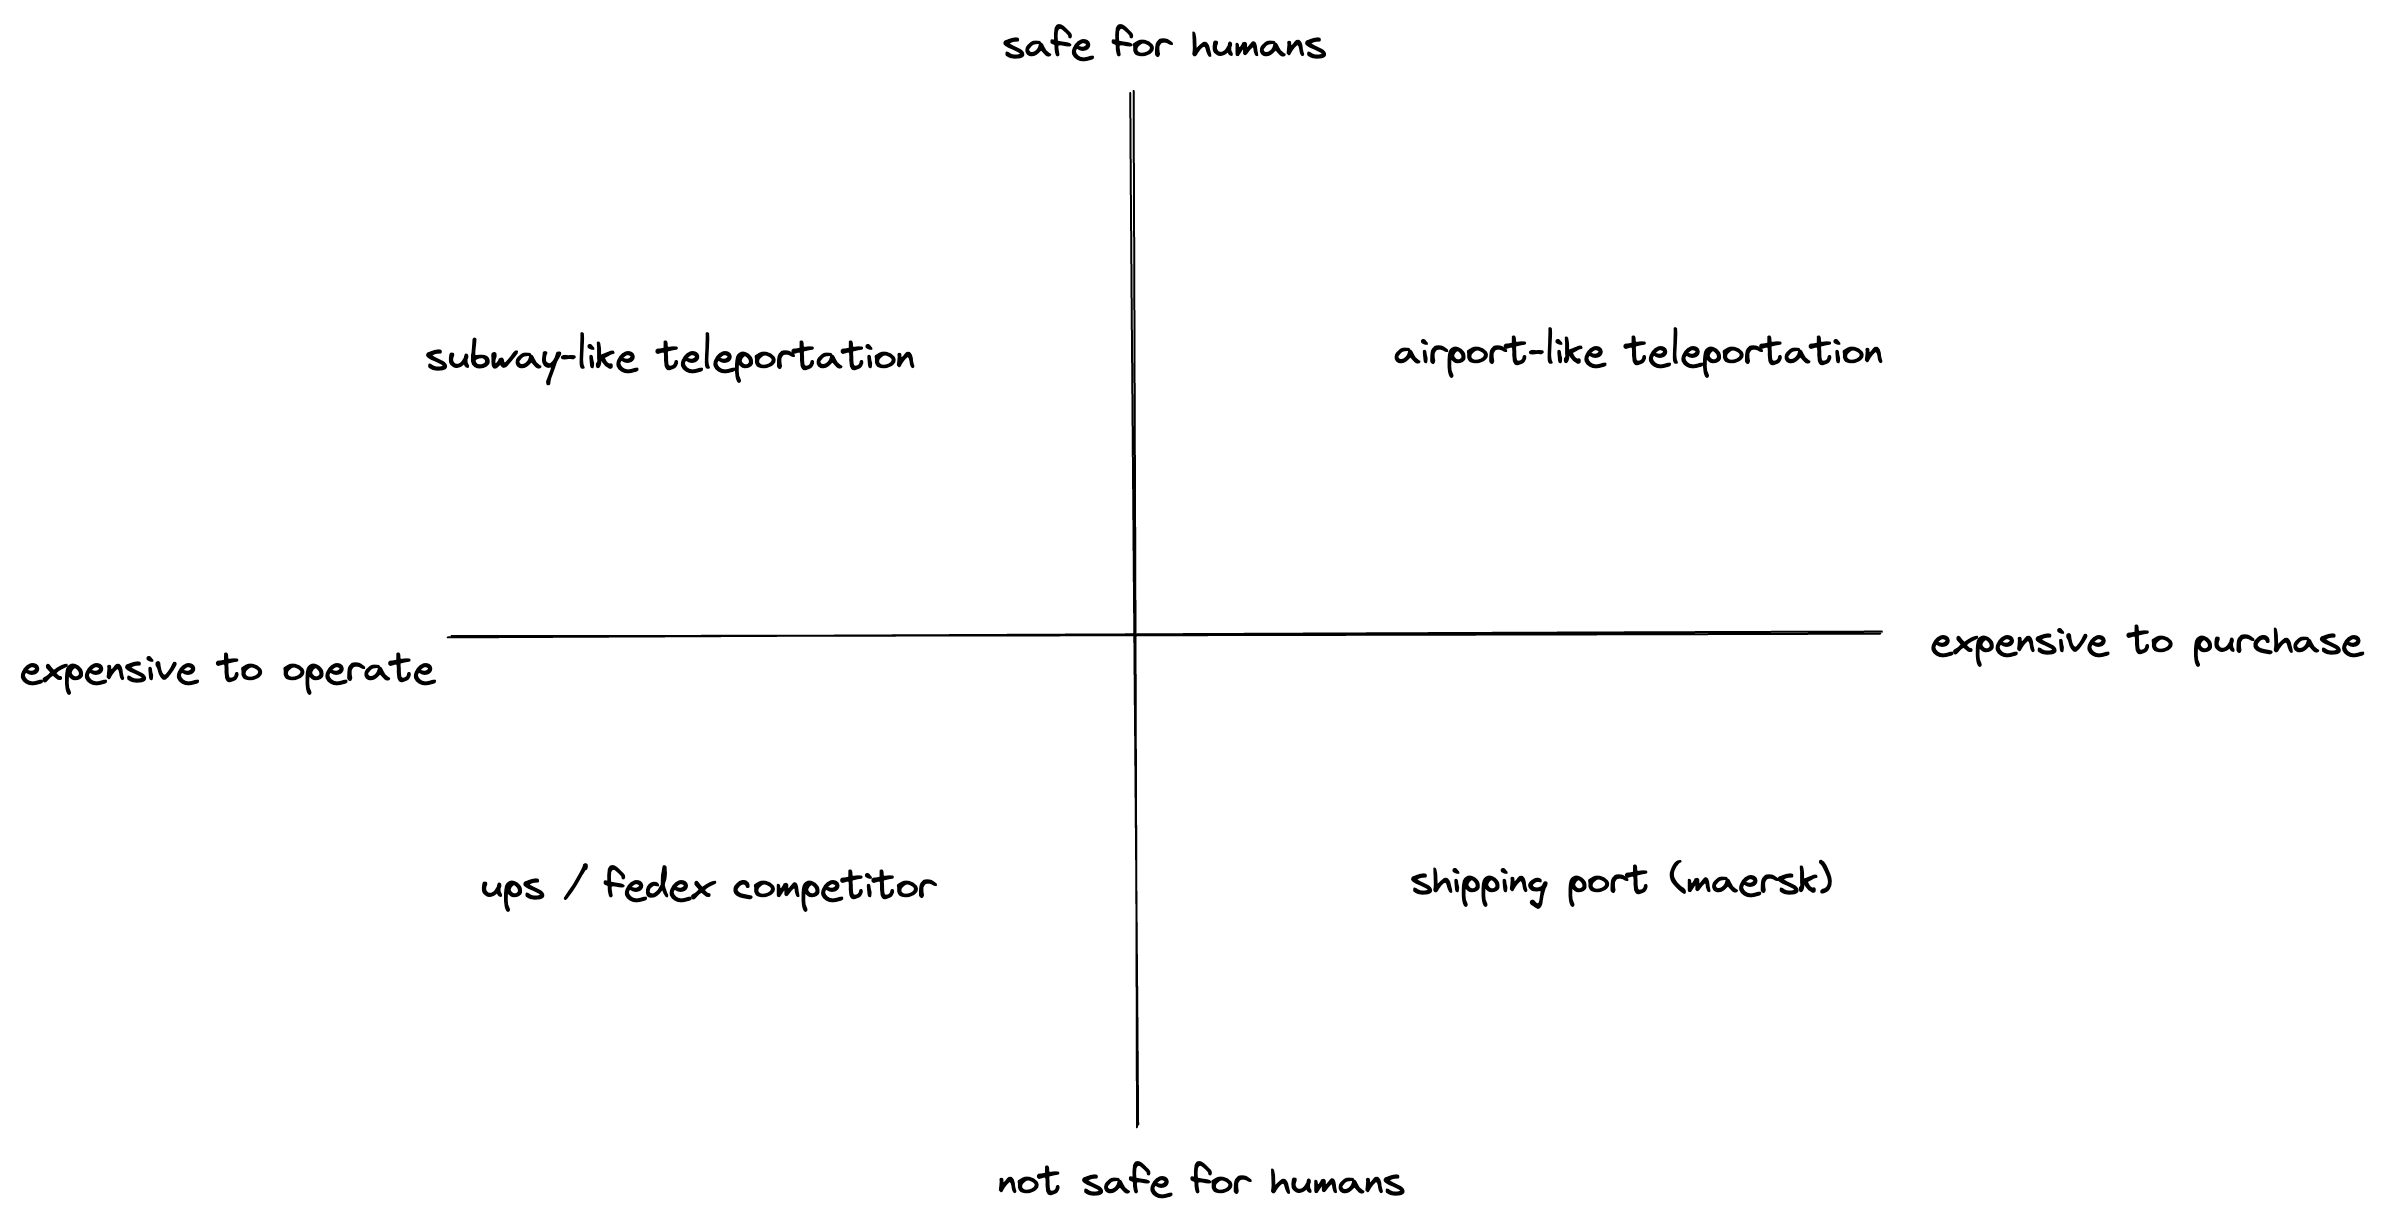 safe for humans
subway-like teleportation
airport-like teleportation
expensive to operate
expensive to purchase
ups / fedex competitor
shipping port (maersk)
not safe for humans